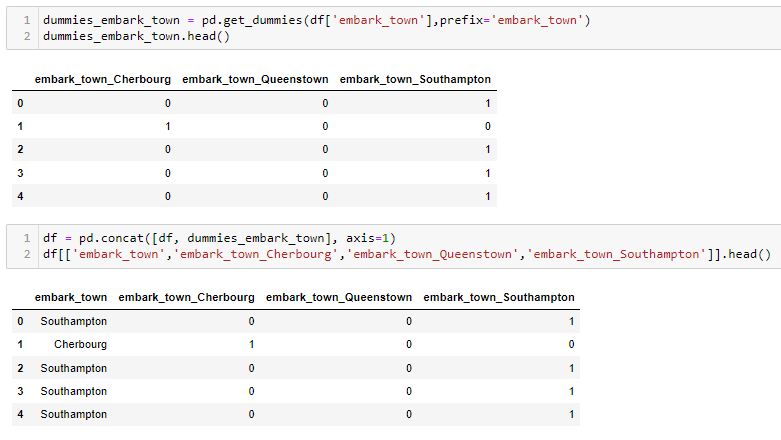 1 dummies_embark_town = pd.get_dummies(df['embark_town'],prefix='embark_town')
2 dummies_embark_town.head()
embark_town_Cherbourg embark_town_Queenstown embark_town_Southampton
0 0 0 1
1 1 0 0
2 0 0 1
3 0 0 1
4 0 0 1
1 df = pd.concat([df, dummies_embark_town], axis=1)
2 df[['embark_town','embark_town_Cherbourg','embark_town_Queenstown','embark_town_Southampton']].head()
embark_town embark_town_Cherbourg embark_town_Queenstown embark_town_Southampton
0 Southampton 0 0 1
1 Cherbourg 1 0 0
2 Southampton 0 0 1
3 Southampton 0 0 1
4 Southampton 0 0 1